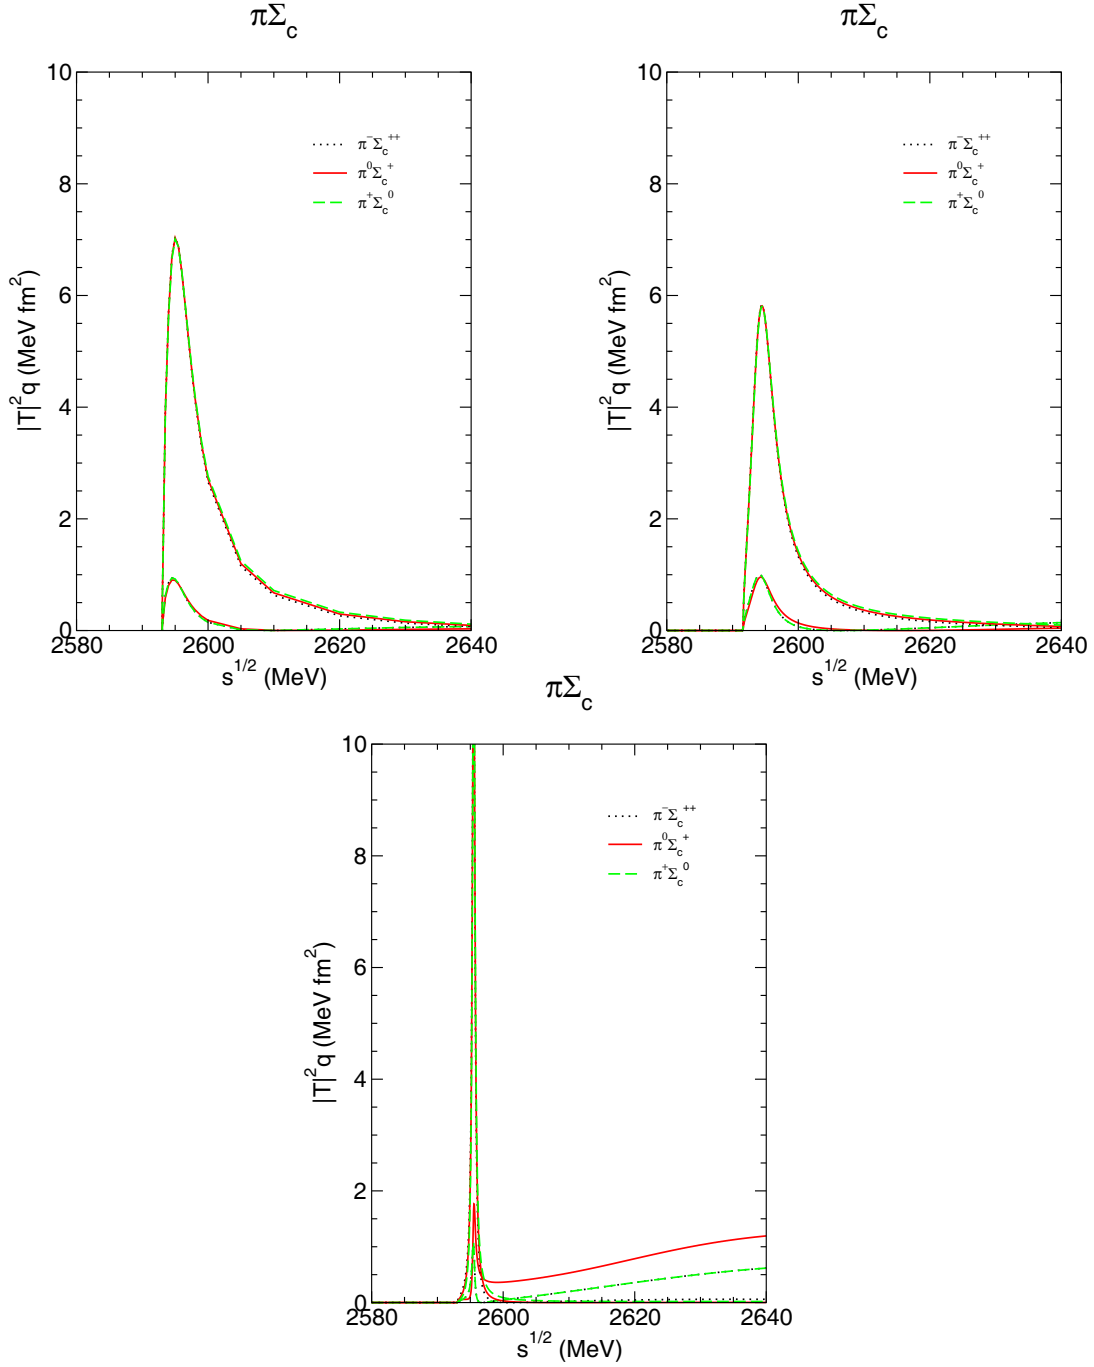 πΣc πΣc
10 10
8 8
6 6
4 4
2 2
0 0
|T|²q (MeV fm²) |T|²q (MeV fm²)
π⁻Σc⁺⁺ π⁻Σc⁺⁺
π⁰Σc⁺ π⁰Σc⁺
π⁺Σc⁰ π⁺Σc⁰
2580 2600 2620 2640 2580 2600 2620 2640
s^1/2 (MeV) s^1/2 (MeV)
πΣc
10
8
6
4
2
0
|T|²q (MeV fm²)
π⁻Σc⁺⁺
π⁰Σc⁺
π⁺Σc⁰
2580 2600 2620 2640
s^1/2 (MeV)